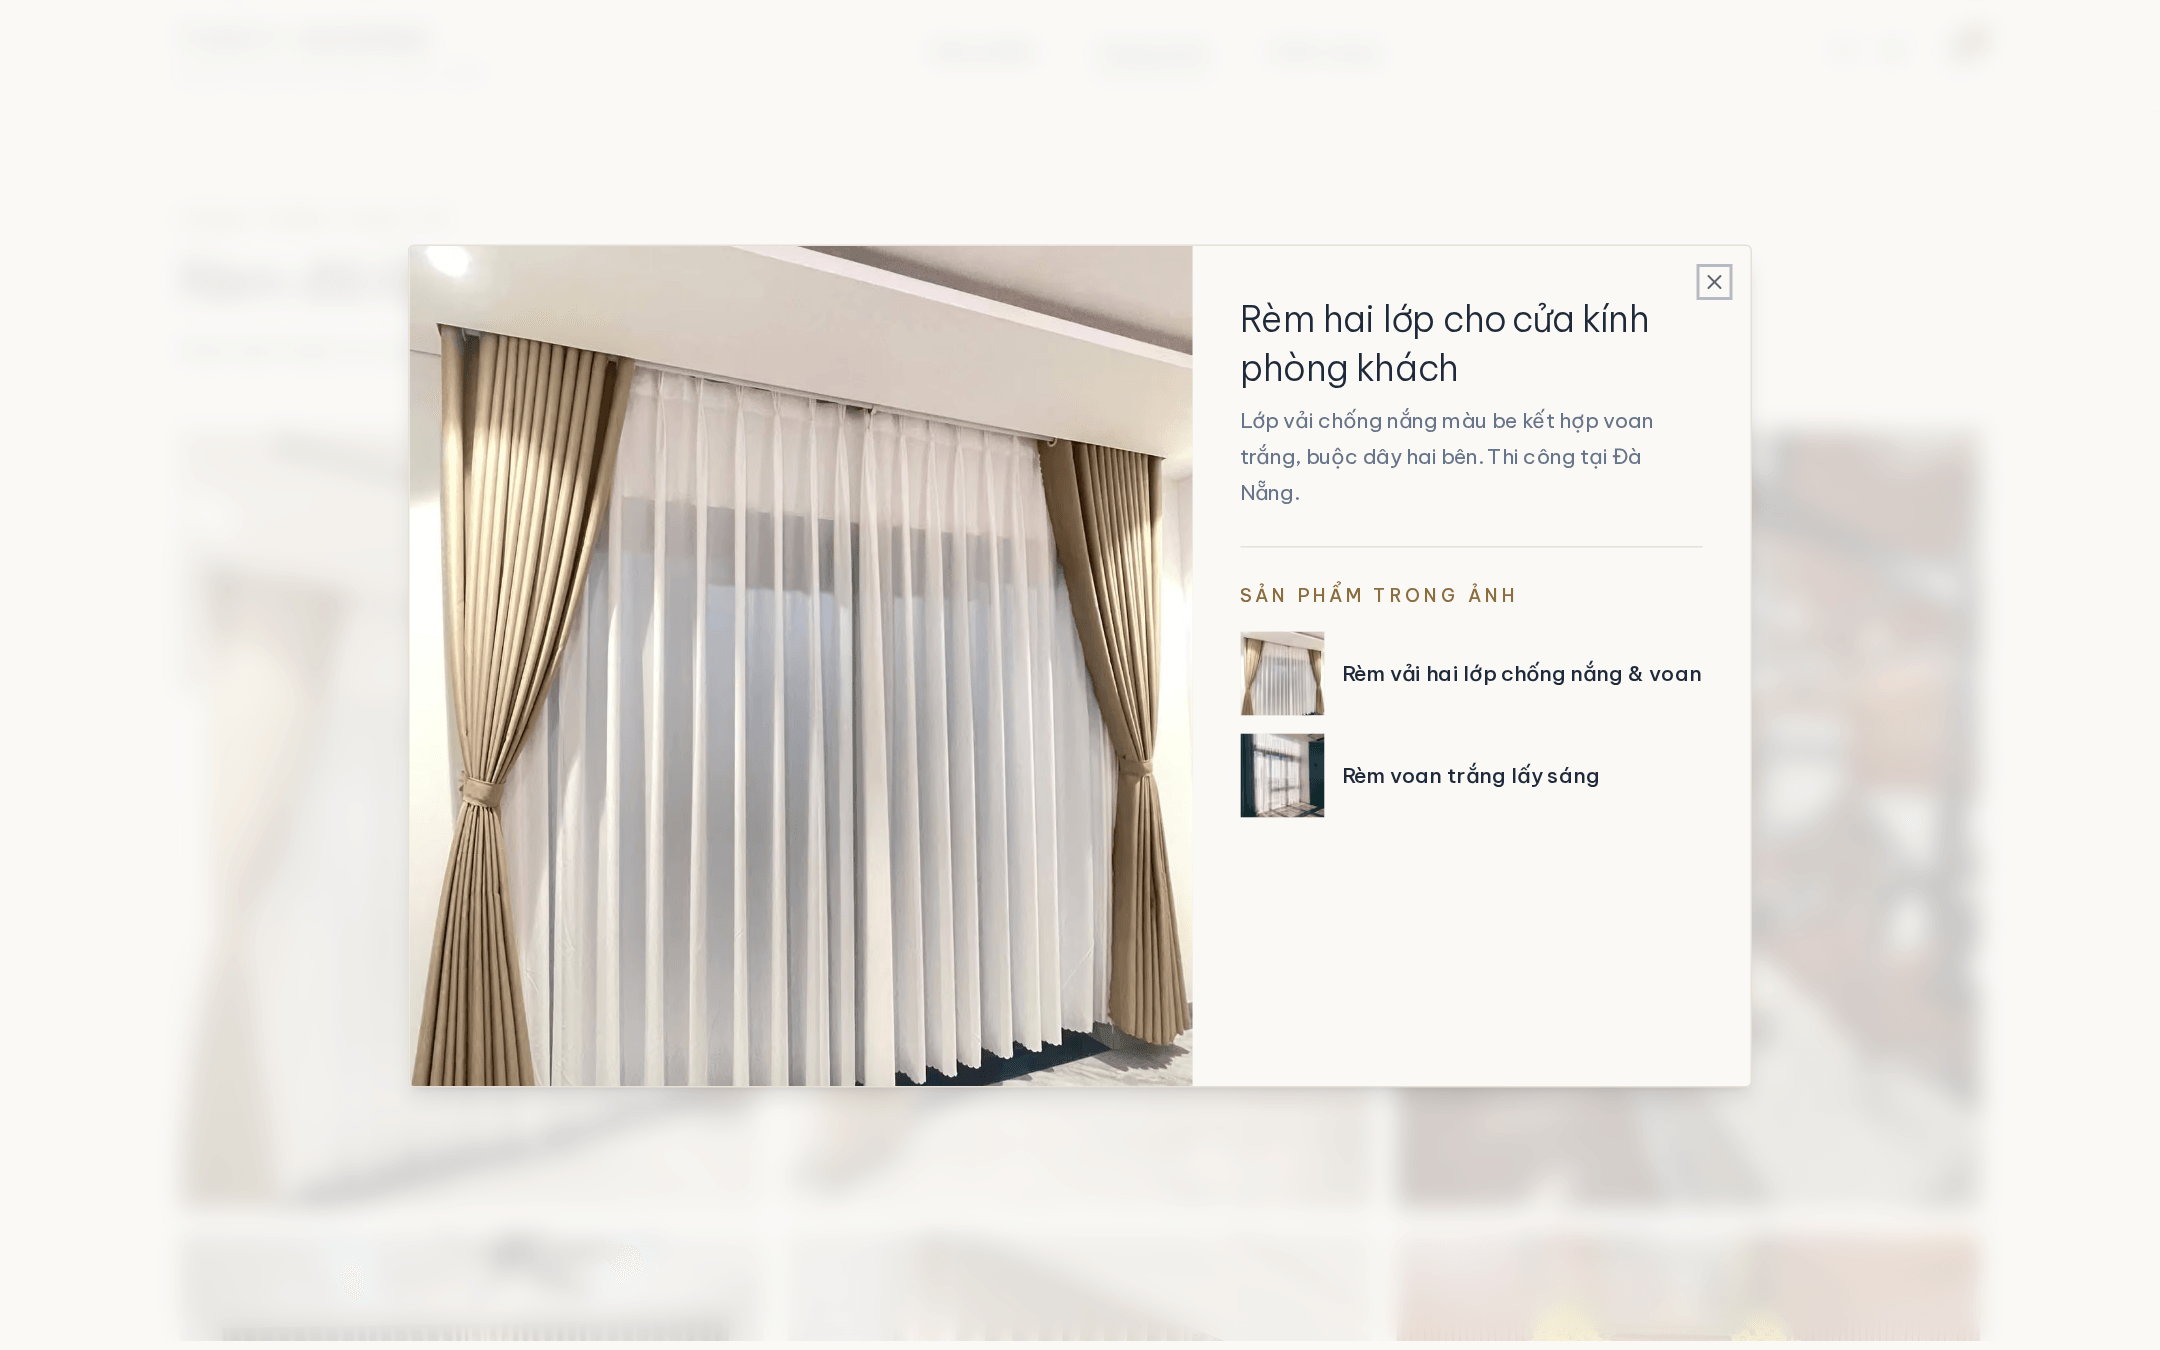 Rèm hai lớp cho cửa kính
phòng khách
Lớp vải chống nắng màu be kết hợp voan
trắng, buộc dây hai bên. Thi công tại Đà
Nẵng.
SẢN PHẨM TRONG ẢNH
Rèm vải hai lớp chống nắng & voan
Rèm voan trắng lấy sáng